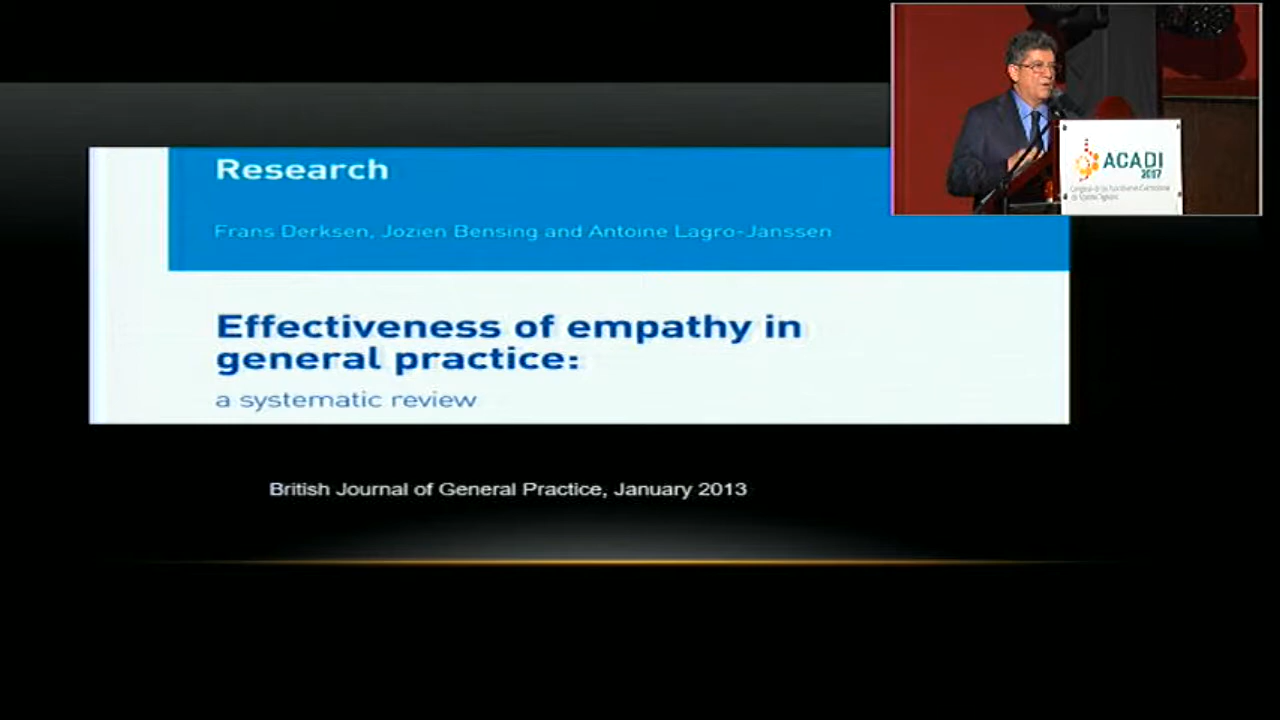 Research
Frans Derksen, Jozien Bensing and Antoine Lagro-Janssen
Effectiveness of empathy in
general practice:
a systematic review
British Journal of General Practice, January 2013
ACADI
2017